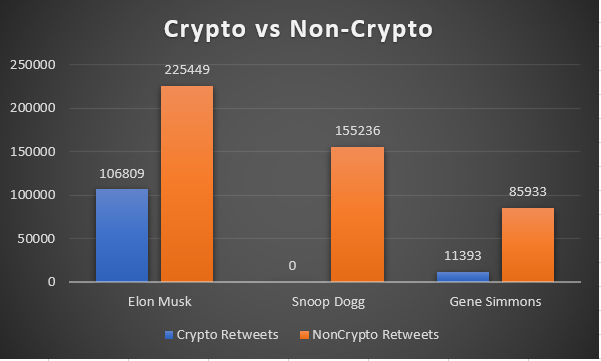 Crypto vs Non-Crypto
250000
225449
200000
155236
150000
106809
100000
85933
50000
11393
0
0
Elon Musk
Snoop Dogg
Gene Simmons
Crypto Retweets
NonCrypto Retweets